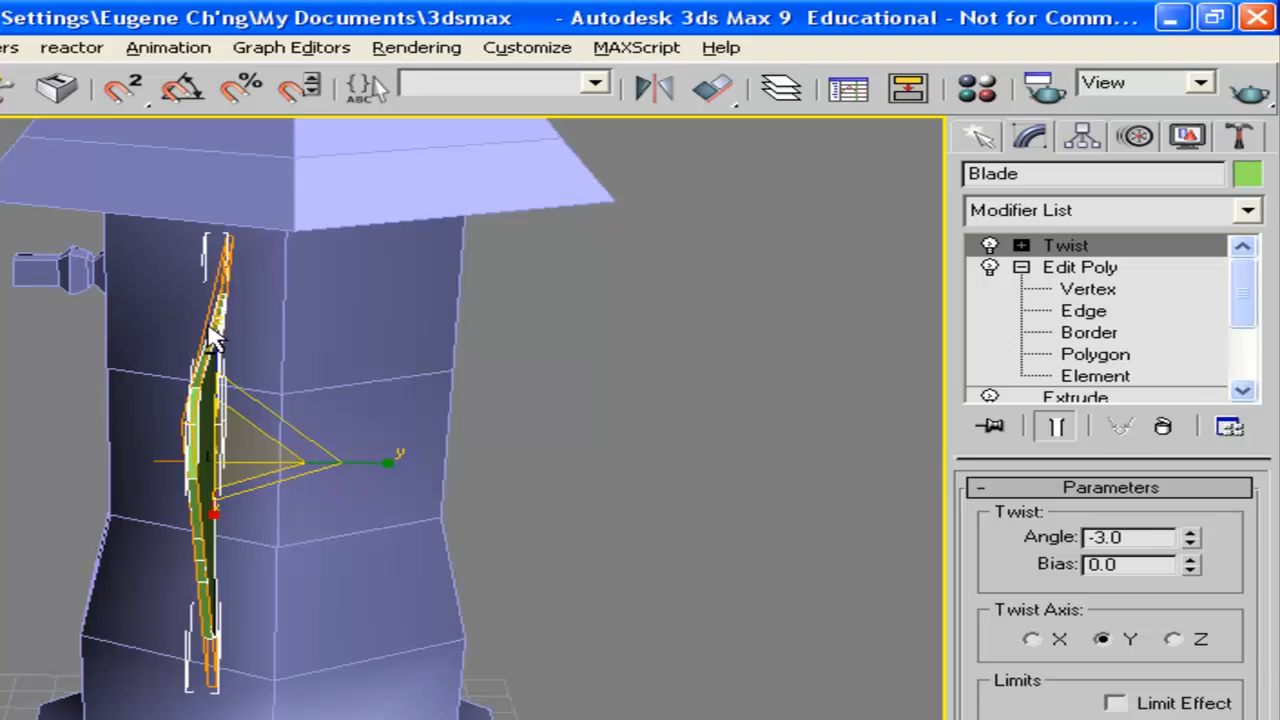 Settings\Eugene Ch'ng\My Documents\3dsmax - Autodesk 3ds Max 9 Educational - Not for Comm...
ers reactor Animation Graph Editors Rendering Customize MAXScript Help
2 % ABC View
Blade
Modifier List
Twist
Edit Poly
Vertex
Edge
Border
Polygon
Element
Extrude
y
x
- Parameters
Twist:
Angle: -3.0
Bias: 0.0
Twist Axis:
X Y Z
Limits
Limit Effect